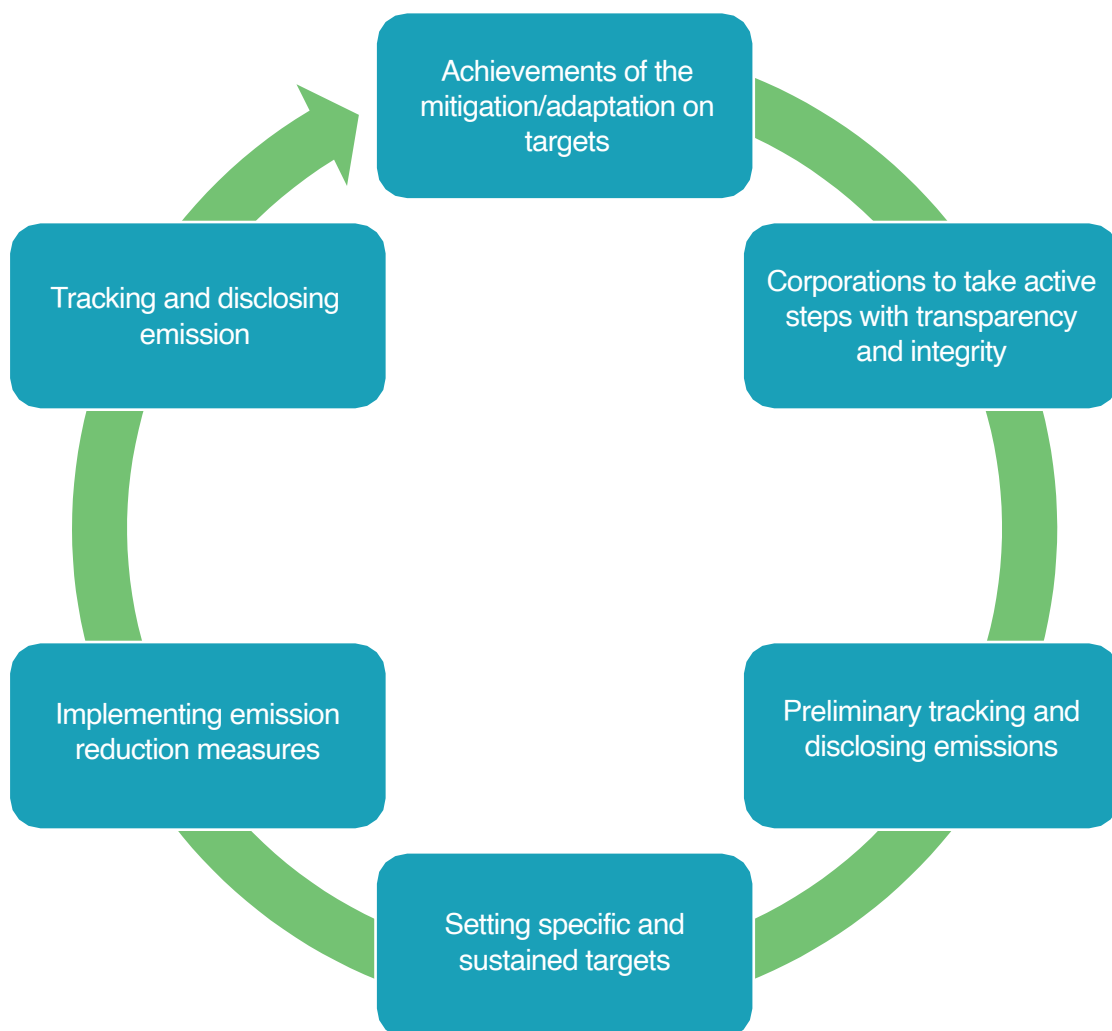 Achievements of the
mitigation/adaptation on
targets
Corporations to take active
steps with transparency
and integrity
Preliminary tracking and
disclosing emissions
Setting specific and
sustained targets
Implementing emission
reduction measures
Tracking and disclosing
emission